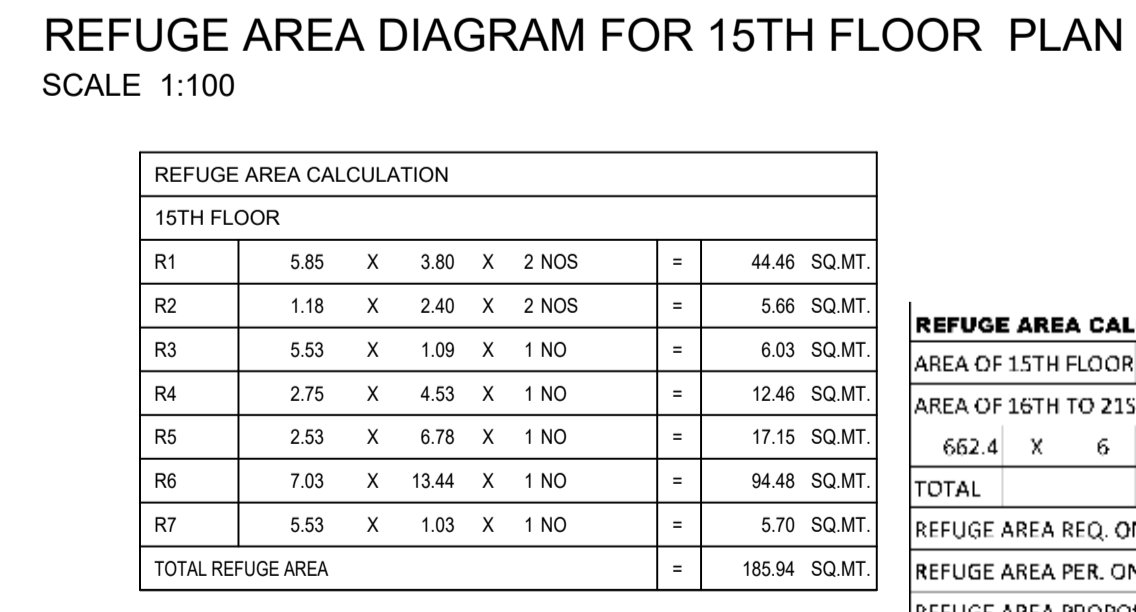 REFUGE AREA DIAGRAM FOR 15TH FLOOR PLAN
SCALE 1:100
REFUGE AREA CALCULATION
15TH FLOOR
R1 5.85 X 3.80 X 2 NOS = 44.46 SQ.MT.
R2 1.18 X 2.40 X 2 NOS = 5.66 SQ.MT.
R3 5.53 X 1.09 X 1 NO = 6.03 SQ.MT.
R4 2.75 X 4.53 X 1 NO = 12.46 SQ.MT.
R5 2.53 X 6.78 X 1 NO = 17.15 SQ.MT.
R6 7.03 X 13.44 X 1 NO = 94.48 SQ.MT.
R7 5.53 X 1.03 X 1 NO = 5.70 SQ.MT.
TOTAL REFUGE AREA = 185.94 SQ.MT.
REFUGE AREA CAL
AREA OF 15TH FLOOR
AREA OF 16TH TO 21S
662.4 X 6
TOTAL
REFUGE AREA REQ. ON
REFUGE AREA PER. ON
REFUGE AREA